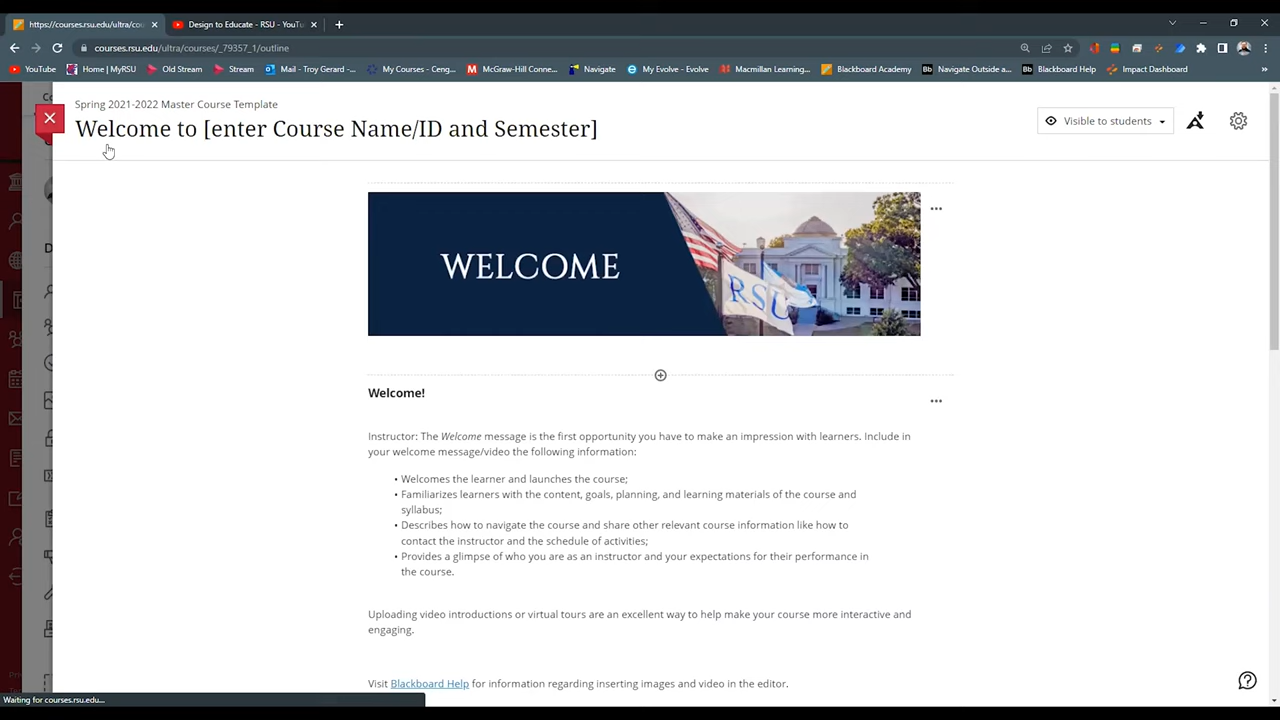 https://courses.rsu.edu/ultra/cou
Design to Educate - RSU - YouTu
courses.rsu.edu/ultra/courses/_79357_1/outline
YouTube
Home | MyRSU
Old Stream
Stream
Mail - Troy Gerard -...
My Courses - Ceng...
McGraw-Hill Conne...
Navigate
My Evolve - Evolve
Macmillan Learning...
Blackboard Academy
Navigate Outside a...
Blackboard Help
Impact Dashboard
Spring 2021-2022 Master Course Template
Welcome to [enter Course Name/ID and Semester]
Visible to students
WELCOME
RSU
Welcome!
Instructor: The Welcome message is the first opportunity you have to make an impression with learners. Include in
your welcome message/video the following information:
• Welcomes the learner and launches the course;
• Familiarizes learners with the content, goals, planning, and learning materials of the course and
syllabus;
• Describes how to navigate the course and share other relevant course information like how to
contact the instructor and the schedule of activities;
• Provides a glimpse of who you are as an instructor and your expectations for their performance in
the course.
Uploading video introductions or virtual tours are an excellent way to help make your course more interactive and
engaging.
Visit Blackboard Help for information regarding inserting images and video in the editor.
Waiting for courses.rsu.edu...